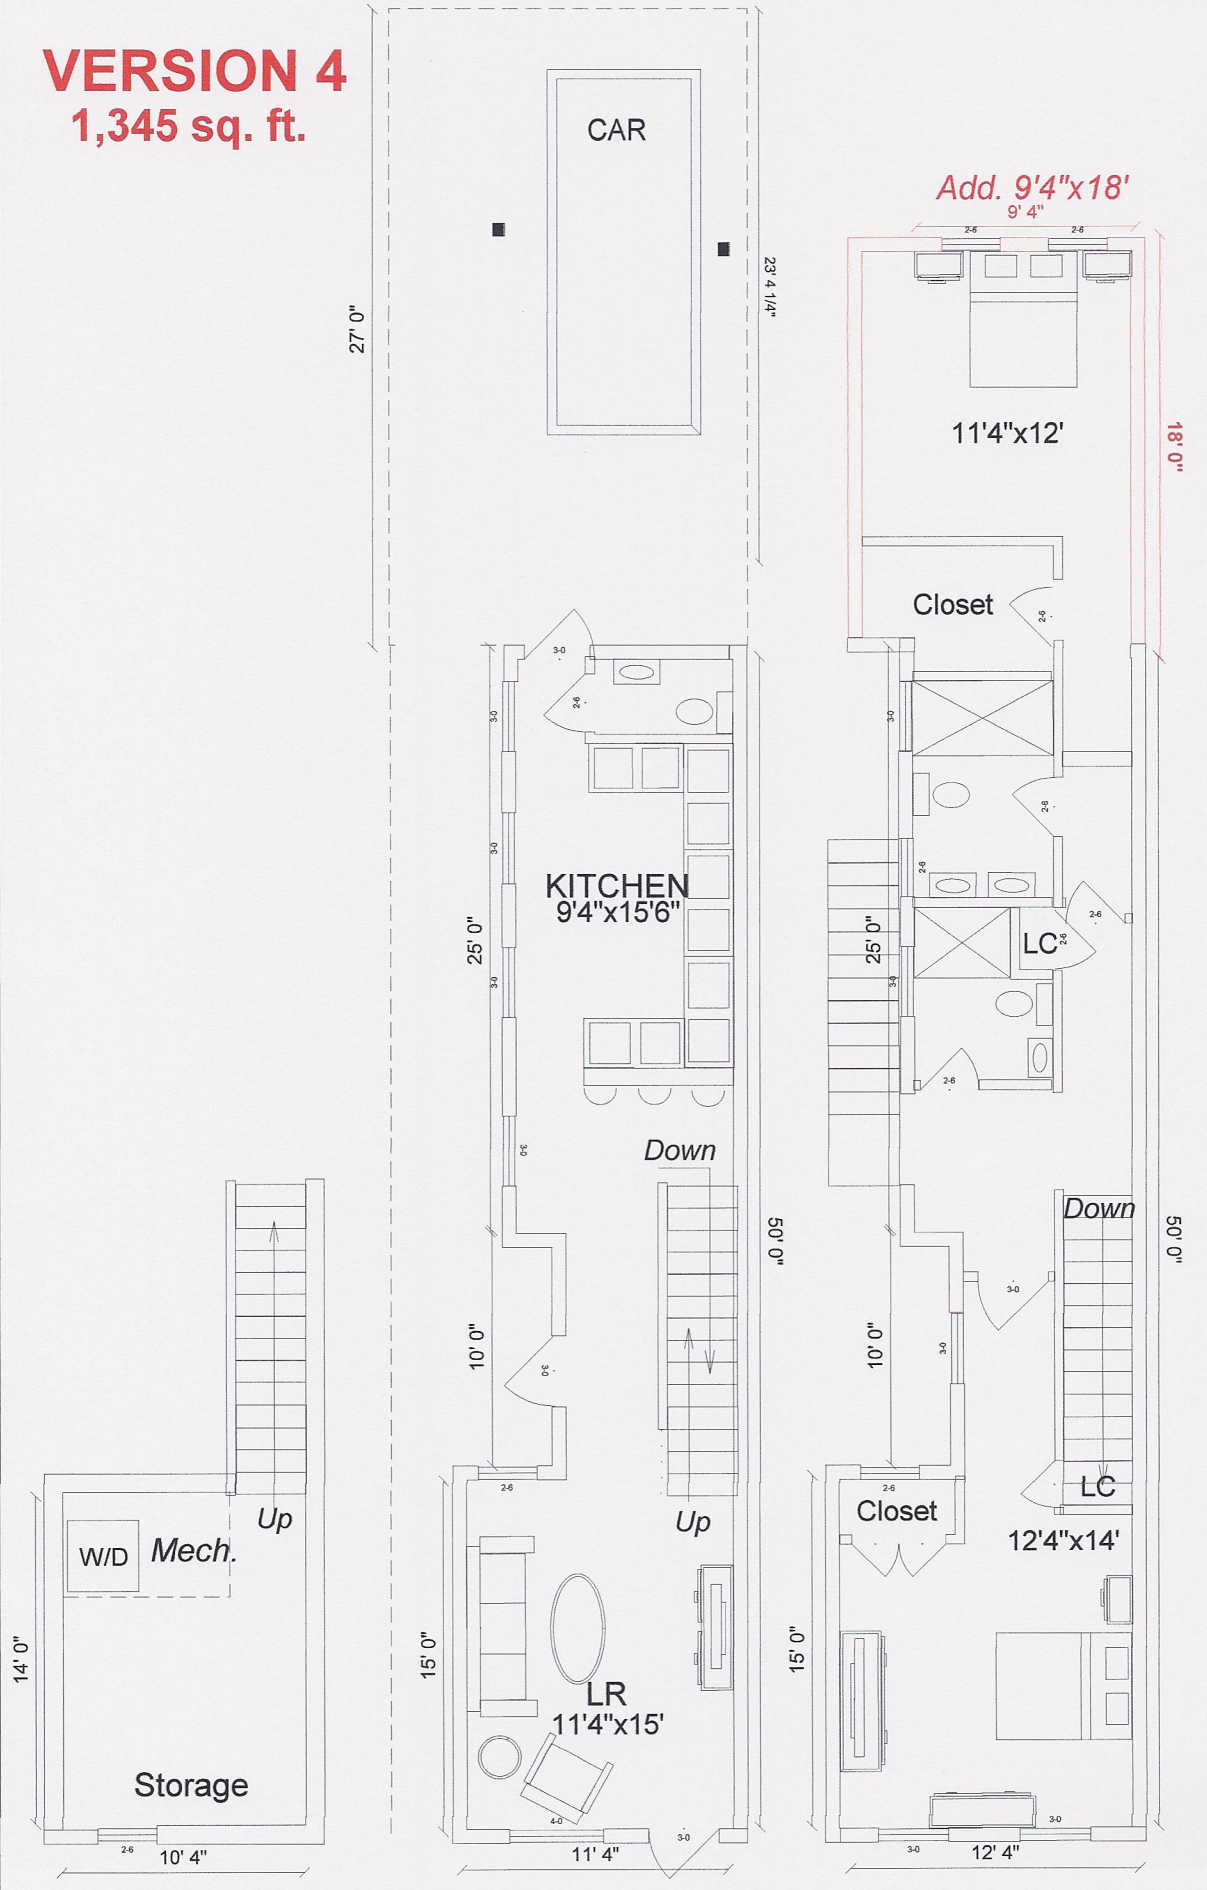 VERSION 4
1,345 sq. ft.
CAR
27' 0"
23' 4 1/4"
Add. 9'4"x18'
9' 4"
2-6
2-6
11'4"x12'
18' 0"
Closet
2-6
3-0
2-6
3-0
3-0
3-0
3-0
3-0
KITCHEN
9'4"x15'6"
25' 0"
50' 0"
Down
Up
10' 0"
3-0
2-6
15' 0"
LR
11'4"x15'
4-0
3-0
11' 4"
3-0
2-6
2-6
25' 0"
LC
2-6
2-6
3-0
2-6
Down
50' 0"
3-0
10' 0"
3-0
2-6
LC
Closet
12'4"x14'
15' 0"
3-0
3-0
12' 4"
Up
W/D
Mech.
14' 0"
Storage
2-6
10' 4"